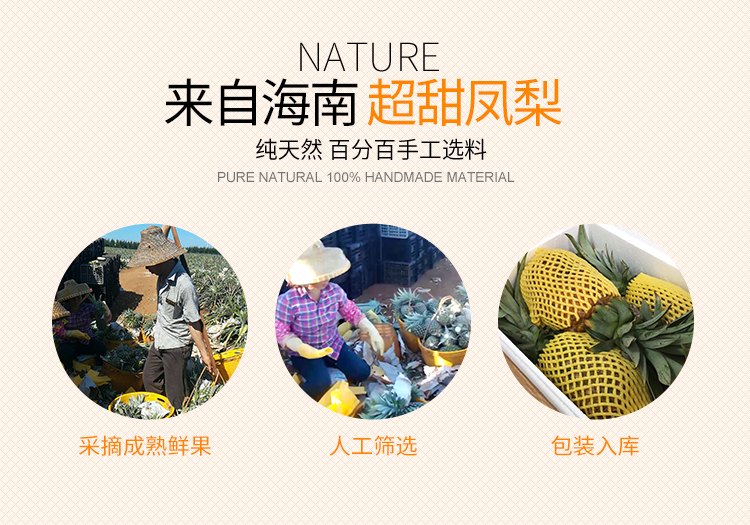 NATURE
来自海南 超甜凤梨
纯天然 百分百手工选料
PURE NATURAL 100% HANDMADE MATERIAL
采摘成熟鲜果
人工筛选
包装入库